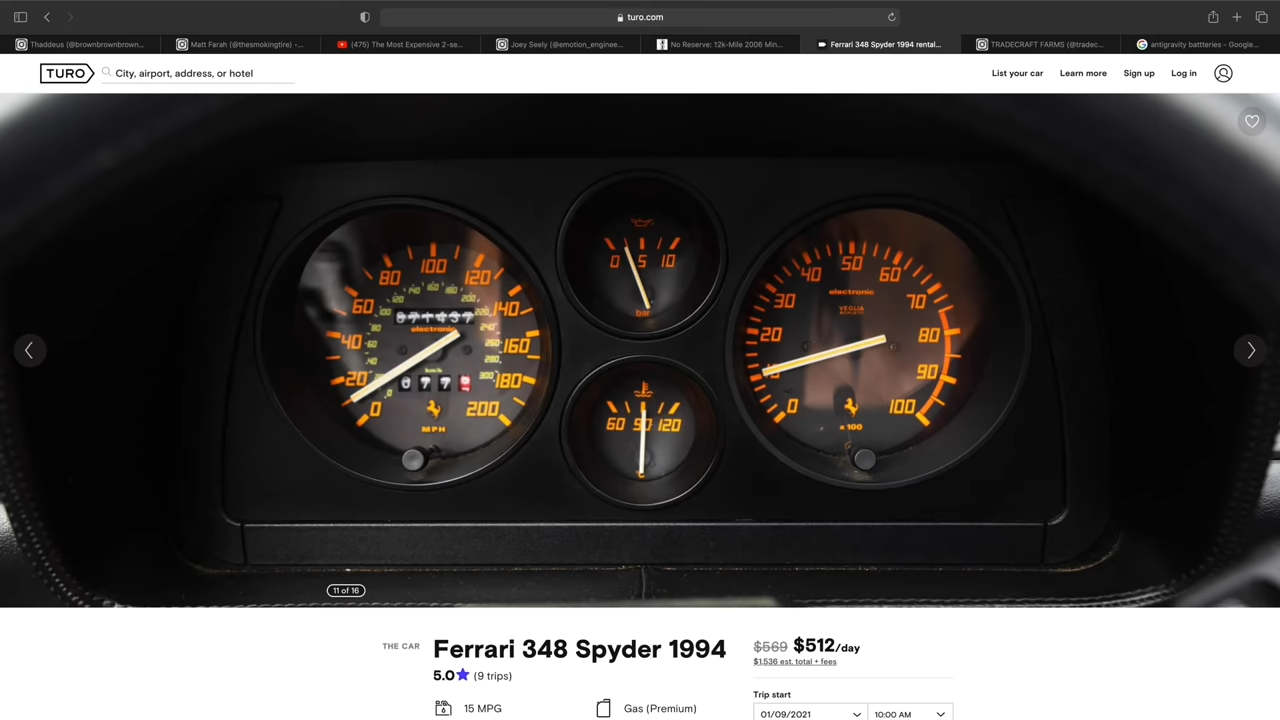 turo.com
Thaddeus (@brownbrownbrown...
Matt Farah (@thesmokingtire) •...
(475) The Most Expensive 2-se...
Joey Seely (@emotion_enginee...
No Reserve: 12k-Mile 2006 Min...
Ferrari 348 Spyder 1994 rental...
TRADECRAFT FARMS (@tradec...
antigravity battteries - Google...
TURO
City, airport, address, or hotel
List your car
Learn more
Sign up
Log in
0 20 40 60 80 100 120 140 160 180 200
electronic
MPH
0 5 10
bar
60 90 120
0 10 20 30 40 50 60 70 80 90 100
electronic
VEGLIA
BORLETTI
x 100
11 of 16
THE CAR
Ferrari 348 Spyder 1994
5.0 (9 trips)
15 MPG
Gas (Premium)
$569 $512/day
$1,536 est. total + fees
Trip start
01/09/2021
10:00 AM